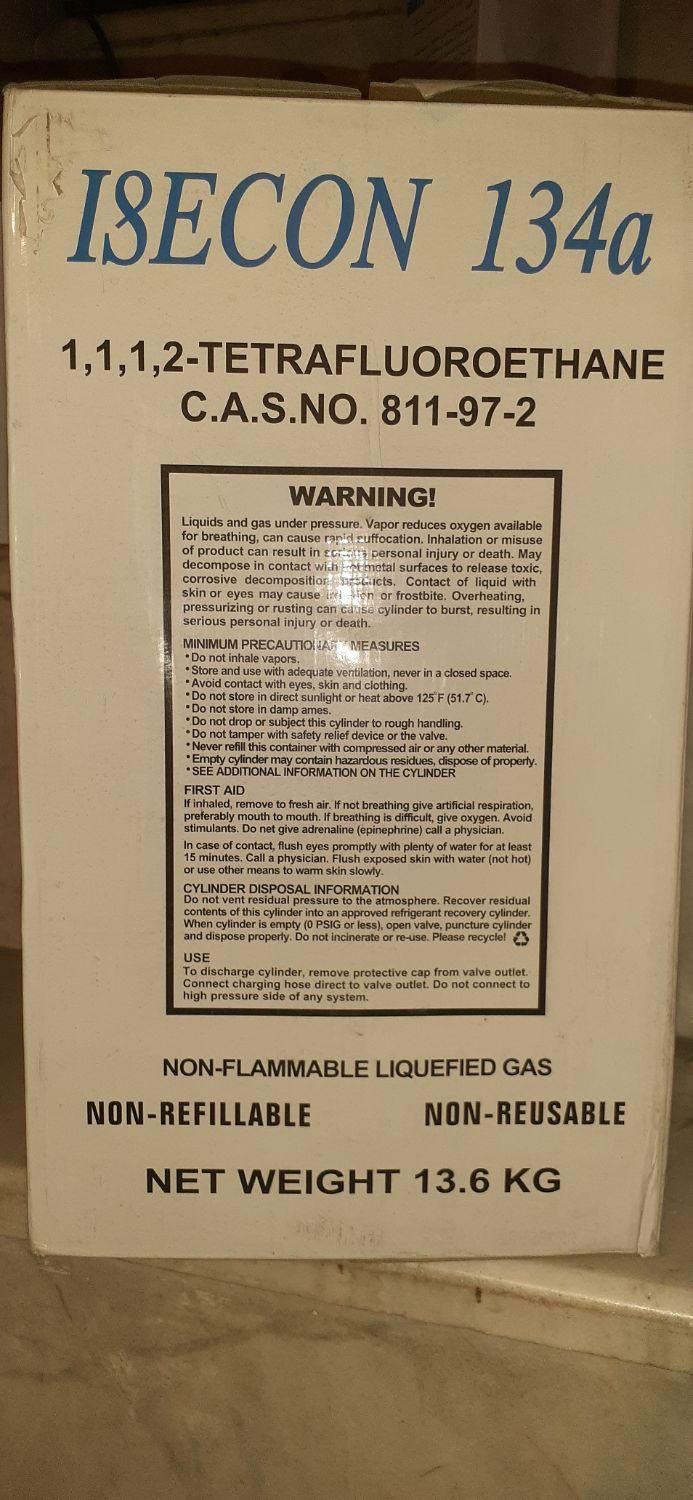 I8ECON 134a
1,1,1,2-TETRAFLUOROETHANE
C.A.S.NO. 811-97-2
WARNING!
Liquids and gas under pressure. Vapor reduces oxygen available
for breathing, can cause rapid suffocation. Inhalation or misuse
of product can result in serious personal injury or death. May
decompose in contact with hot metal surfaces to release toxic,
corrosive decomposition products. Contact of liquid with
skin or eyes may cause or frostbite. Overheating,
pressurizing or rusting can cause cylinder to burst, resulting in
serious personal injury or death.
MINIMUM PRECAUTIONARY MEASURES
*Do not inhale vapors.
*Store and use with adequate ventilation, never in a closed space.
*Avoid contact with eyes, skin and clothing.
*Do not store in direct sunlight or heat above 125°F (51.7°C).
*Do not store in damp ames.
*Do not drop or subject this cylinder to rough handling.
*Do not tamper with safety relief device or the valve.
*Never refill this container with compressed air or any other material.
*Empty cylinder may contain hazardous residues, dispose of properly.
*SEE ADDITIONAL INFORMATION ON THE CYLINDER
FIRST AID
If inhaled, remove to fresh air. If not breathing give artificial respiration,
preferably mouth to mouth. If breathing is difficult, give oxygen. Avoid
stimulants. Do net give adrenaline (epinephrine) call a physician.
In case of contact, flush eyes promptly with plenty of water for at least
15 minutes. Call a physician. Flush exposed skin with water (not hot)
or use other means to warm skin slowly.
CYLINDER DISPOSAL INFORMATION
Do not vent residual pressure to the atmosphere. Recover residual
contents of this cylinder into an approved refrigerant recovery cylinder.
When cylinder is empty (0 PSIG or less), open valve, puncture cylinder
and dispose properly. Do not incinerate or re-use. Please recycle!
USE
To discharge cylinder, remove protective cap from valve outlet.
Connect charging hose direct to valve outlet. Do not connect to
high pressure side of any system.
NON-FLAMMABLE LIQUEFIED GAS
NON-REFILLABLE NON-REUSABLE
NET WEIGHT 13.6 KG